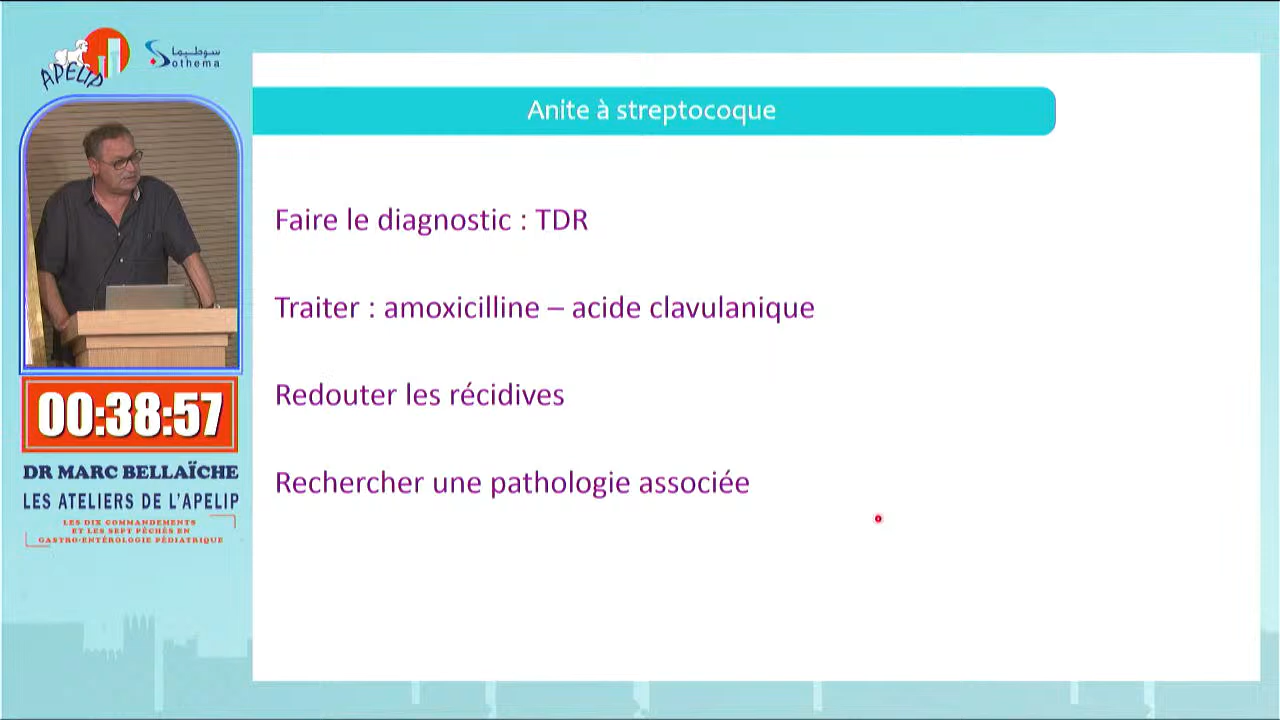 APELIP
سوطيما
Sothema
Anite à streptocoque
Faire le diagnostic : TDR
Traiter : amoxicilline – acide clavulanique
Redouter les récidives
Rechercher une pathologie associée
00:38:57
DR MARC BELLAÏCHE
LES ATELIERS DE L'APELIP
LES DIX COMMANDEMENTS
ET LES SEPT PÉCHÉS EN
GASTRO-ENTÉROLOGIE PÉDIATRIQUE